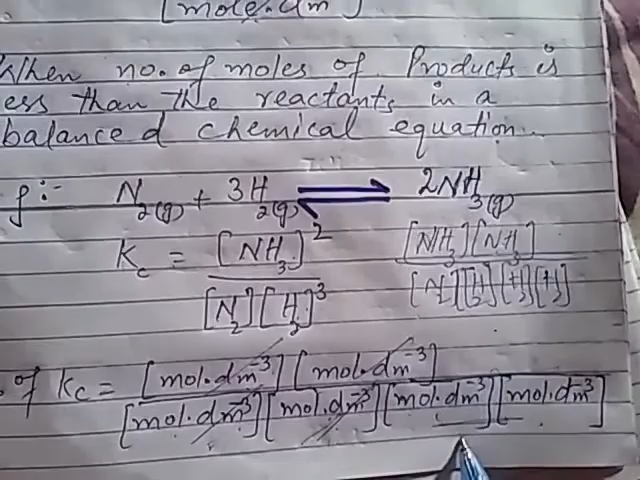 [mole.dm]
When no. of moles of Products is
ess than the reactants in a
balanced chemical equation.
N2(g) + 3H2(g) ⇌ 2NH3(g)
Kc = [NH3]^2 / [N2][H2]^3 [NH3][NH3] / [N2][H2][H2][H2]
of Kc = [mol.dm^-3][mol.dm^-3] / [mol.dm^-3][mol.dm^-3][mol.dm^-3][mol.dm^-3]